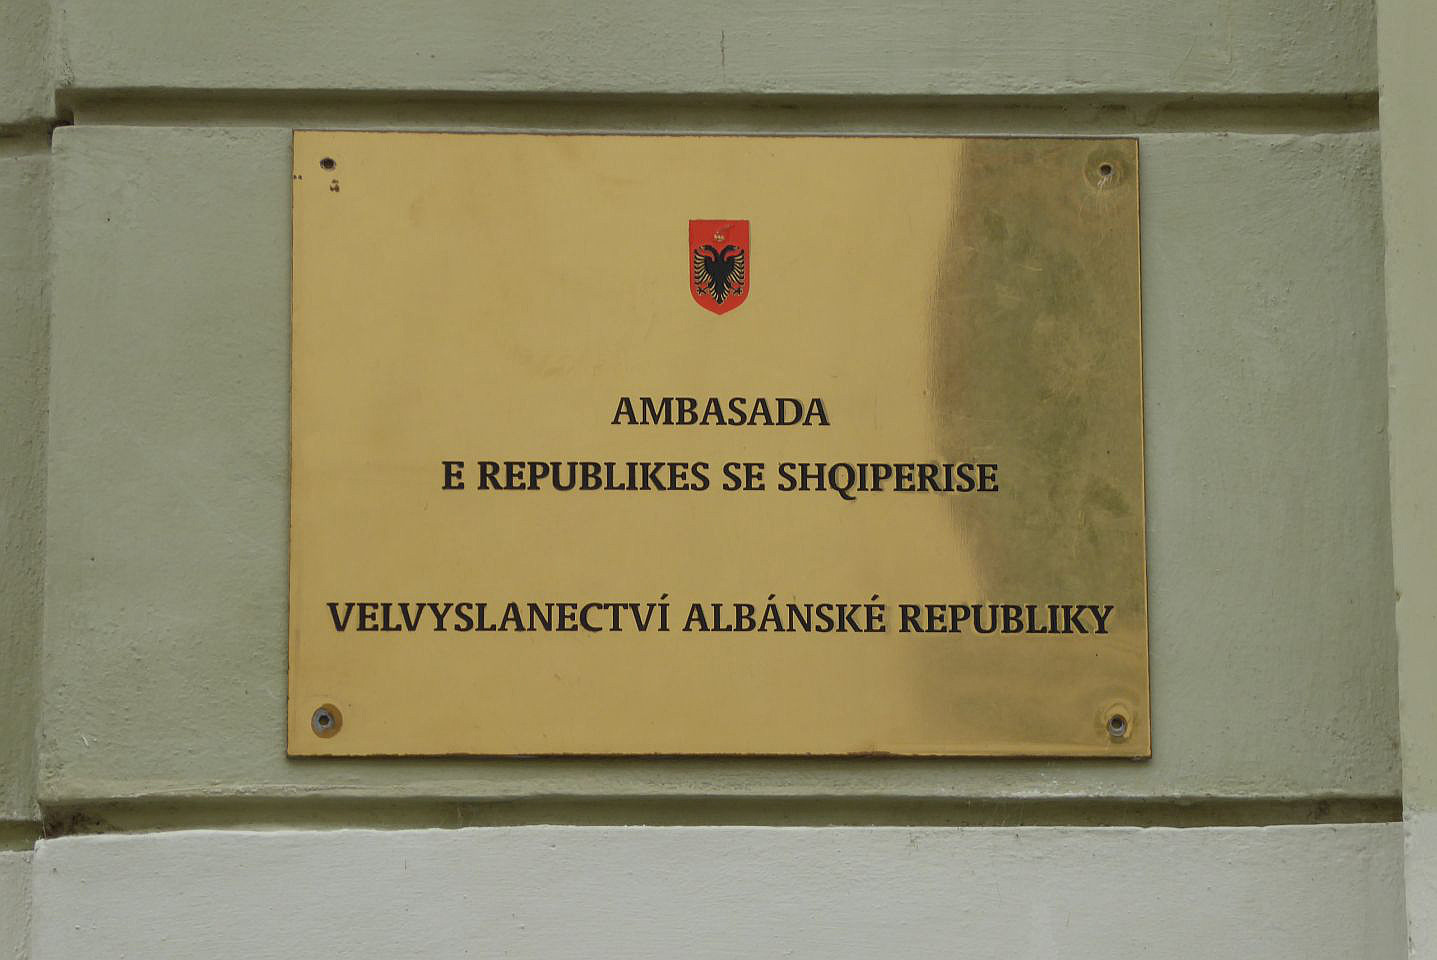 AMBASADA
E REPUBLIKES SE SHQIPERISE
VELVYSLANECTVÍ ALBÁNSKÉ REPUBLIKY